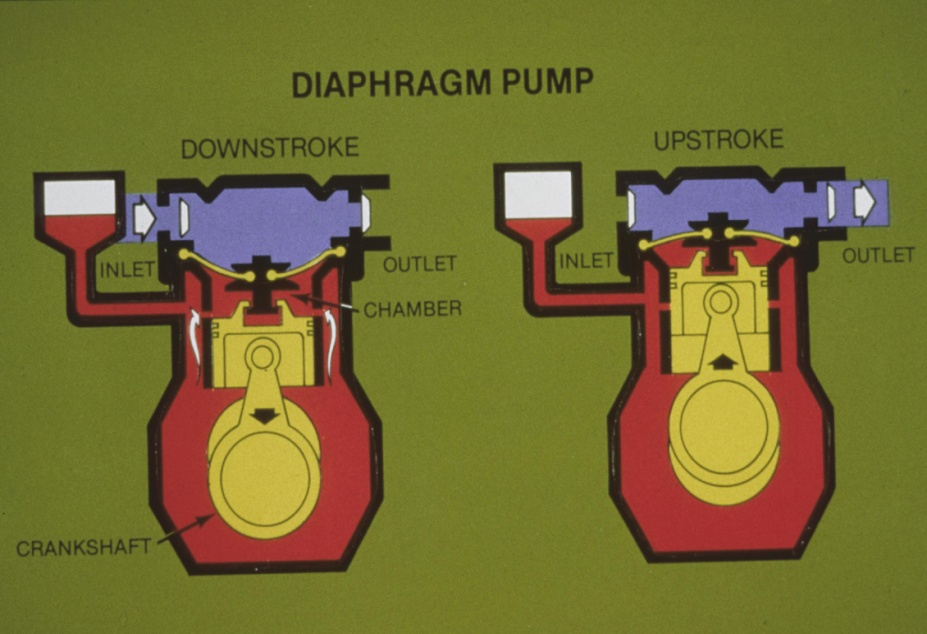 DIAPHRAGM PUMP
DOWNSTROKE
UPSTROKE
INLET
OUTLET
CHAMBER
CRANKSHAFT
INLET
OUTLET